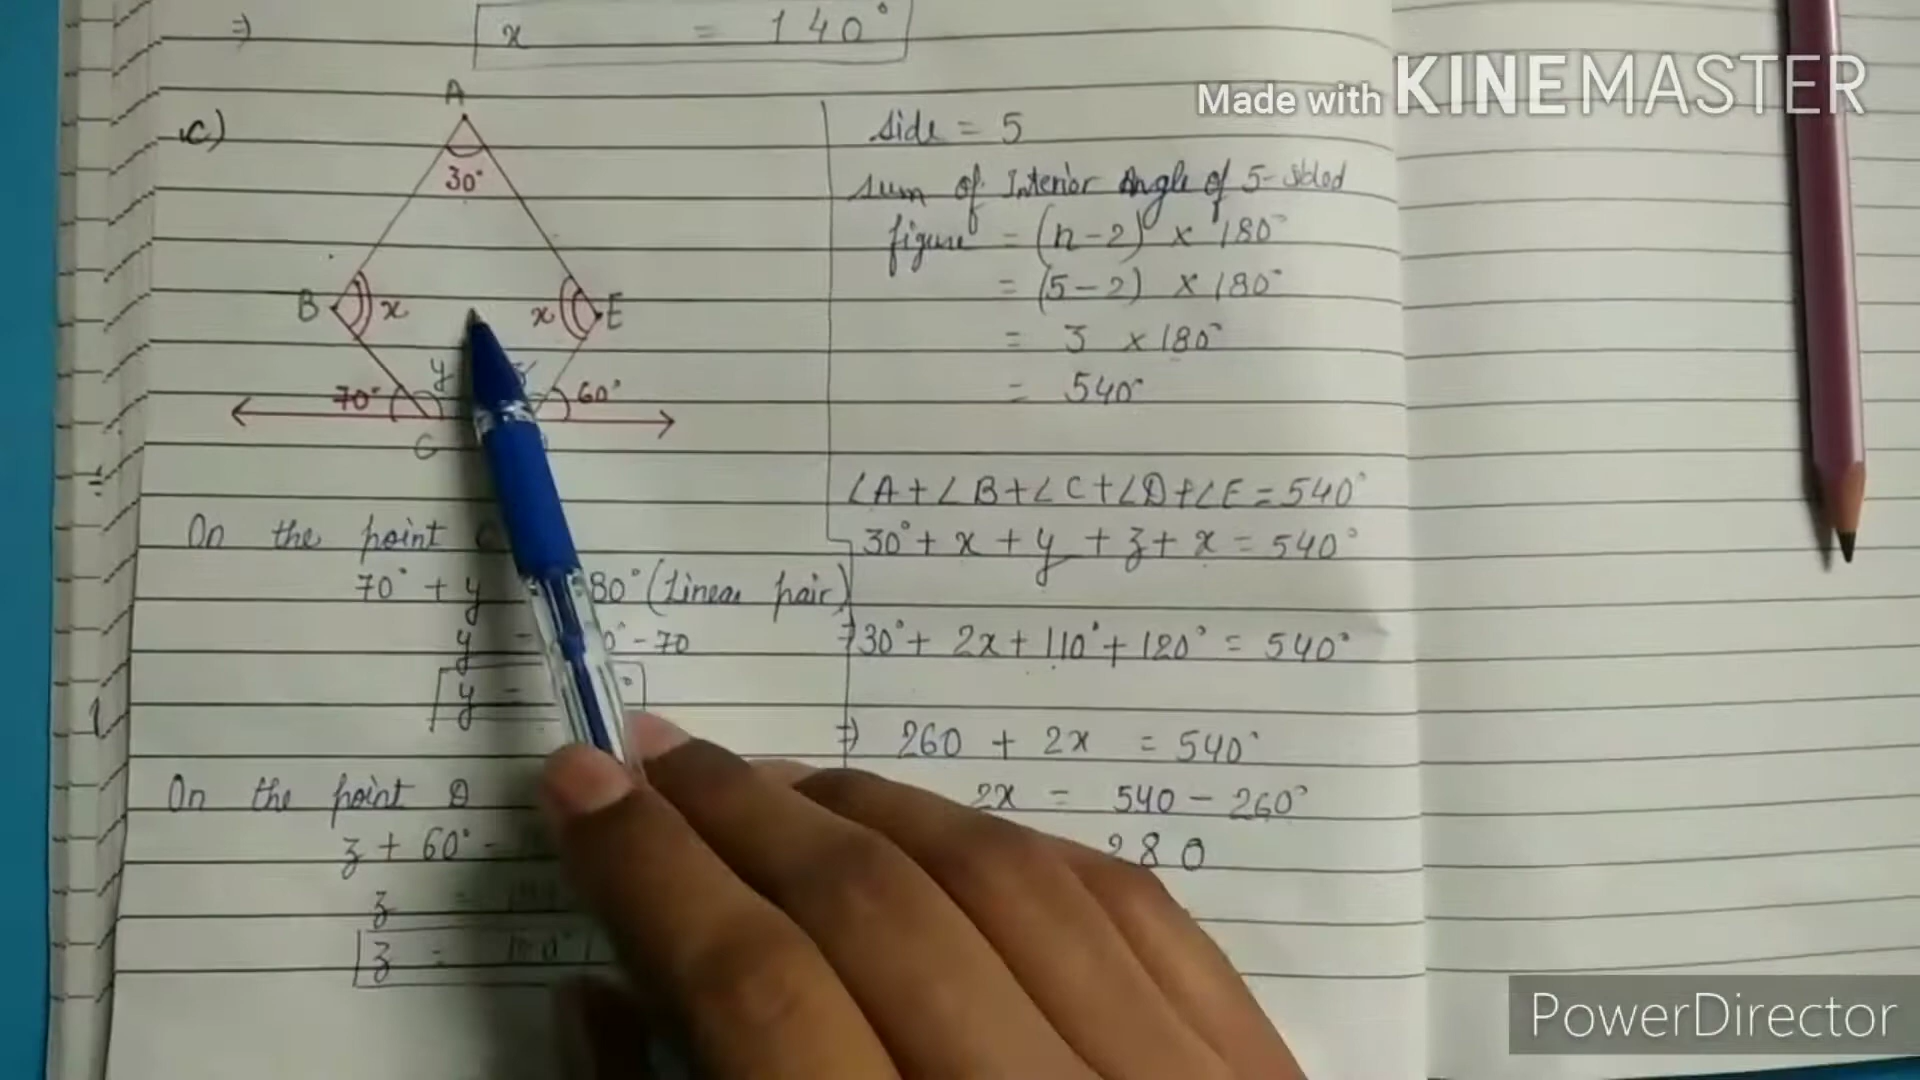 ⇒ x = 140°
Made with KINEMASTER
c)
A
30°
B x x E
y
70° 60°
C
side = 5
sum of Interior Angle of 5-sided
figure = (n-2) × 180°
= (5-2) × 180°
= 3 × 180°
= 540°
∠A+∠B+∠C+∠D+∠E=540°
30°+ x + y + z + x = 540°
⇒30°+ 2x + 110° + 120° = 540°
⇒ 260 + 2x = 540°
2x = 540 - 260°
280
On the point C
70° + y 80° (Linear pair)
y - 0° - 70
y =
On the point D
z + 60° -
z =
z =
PowerDirector